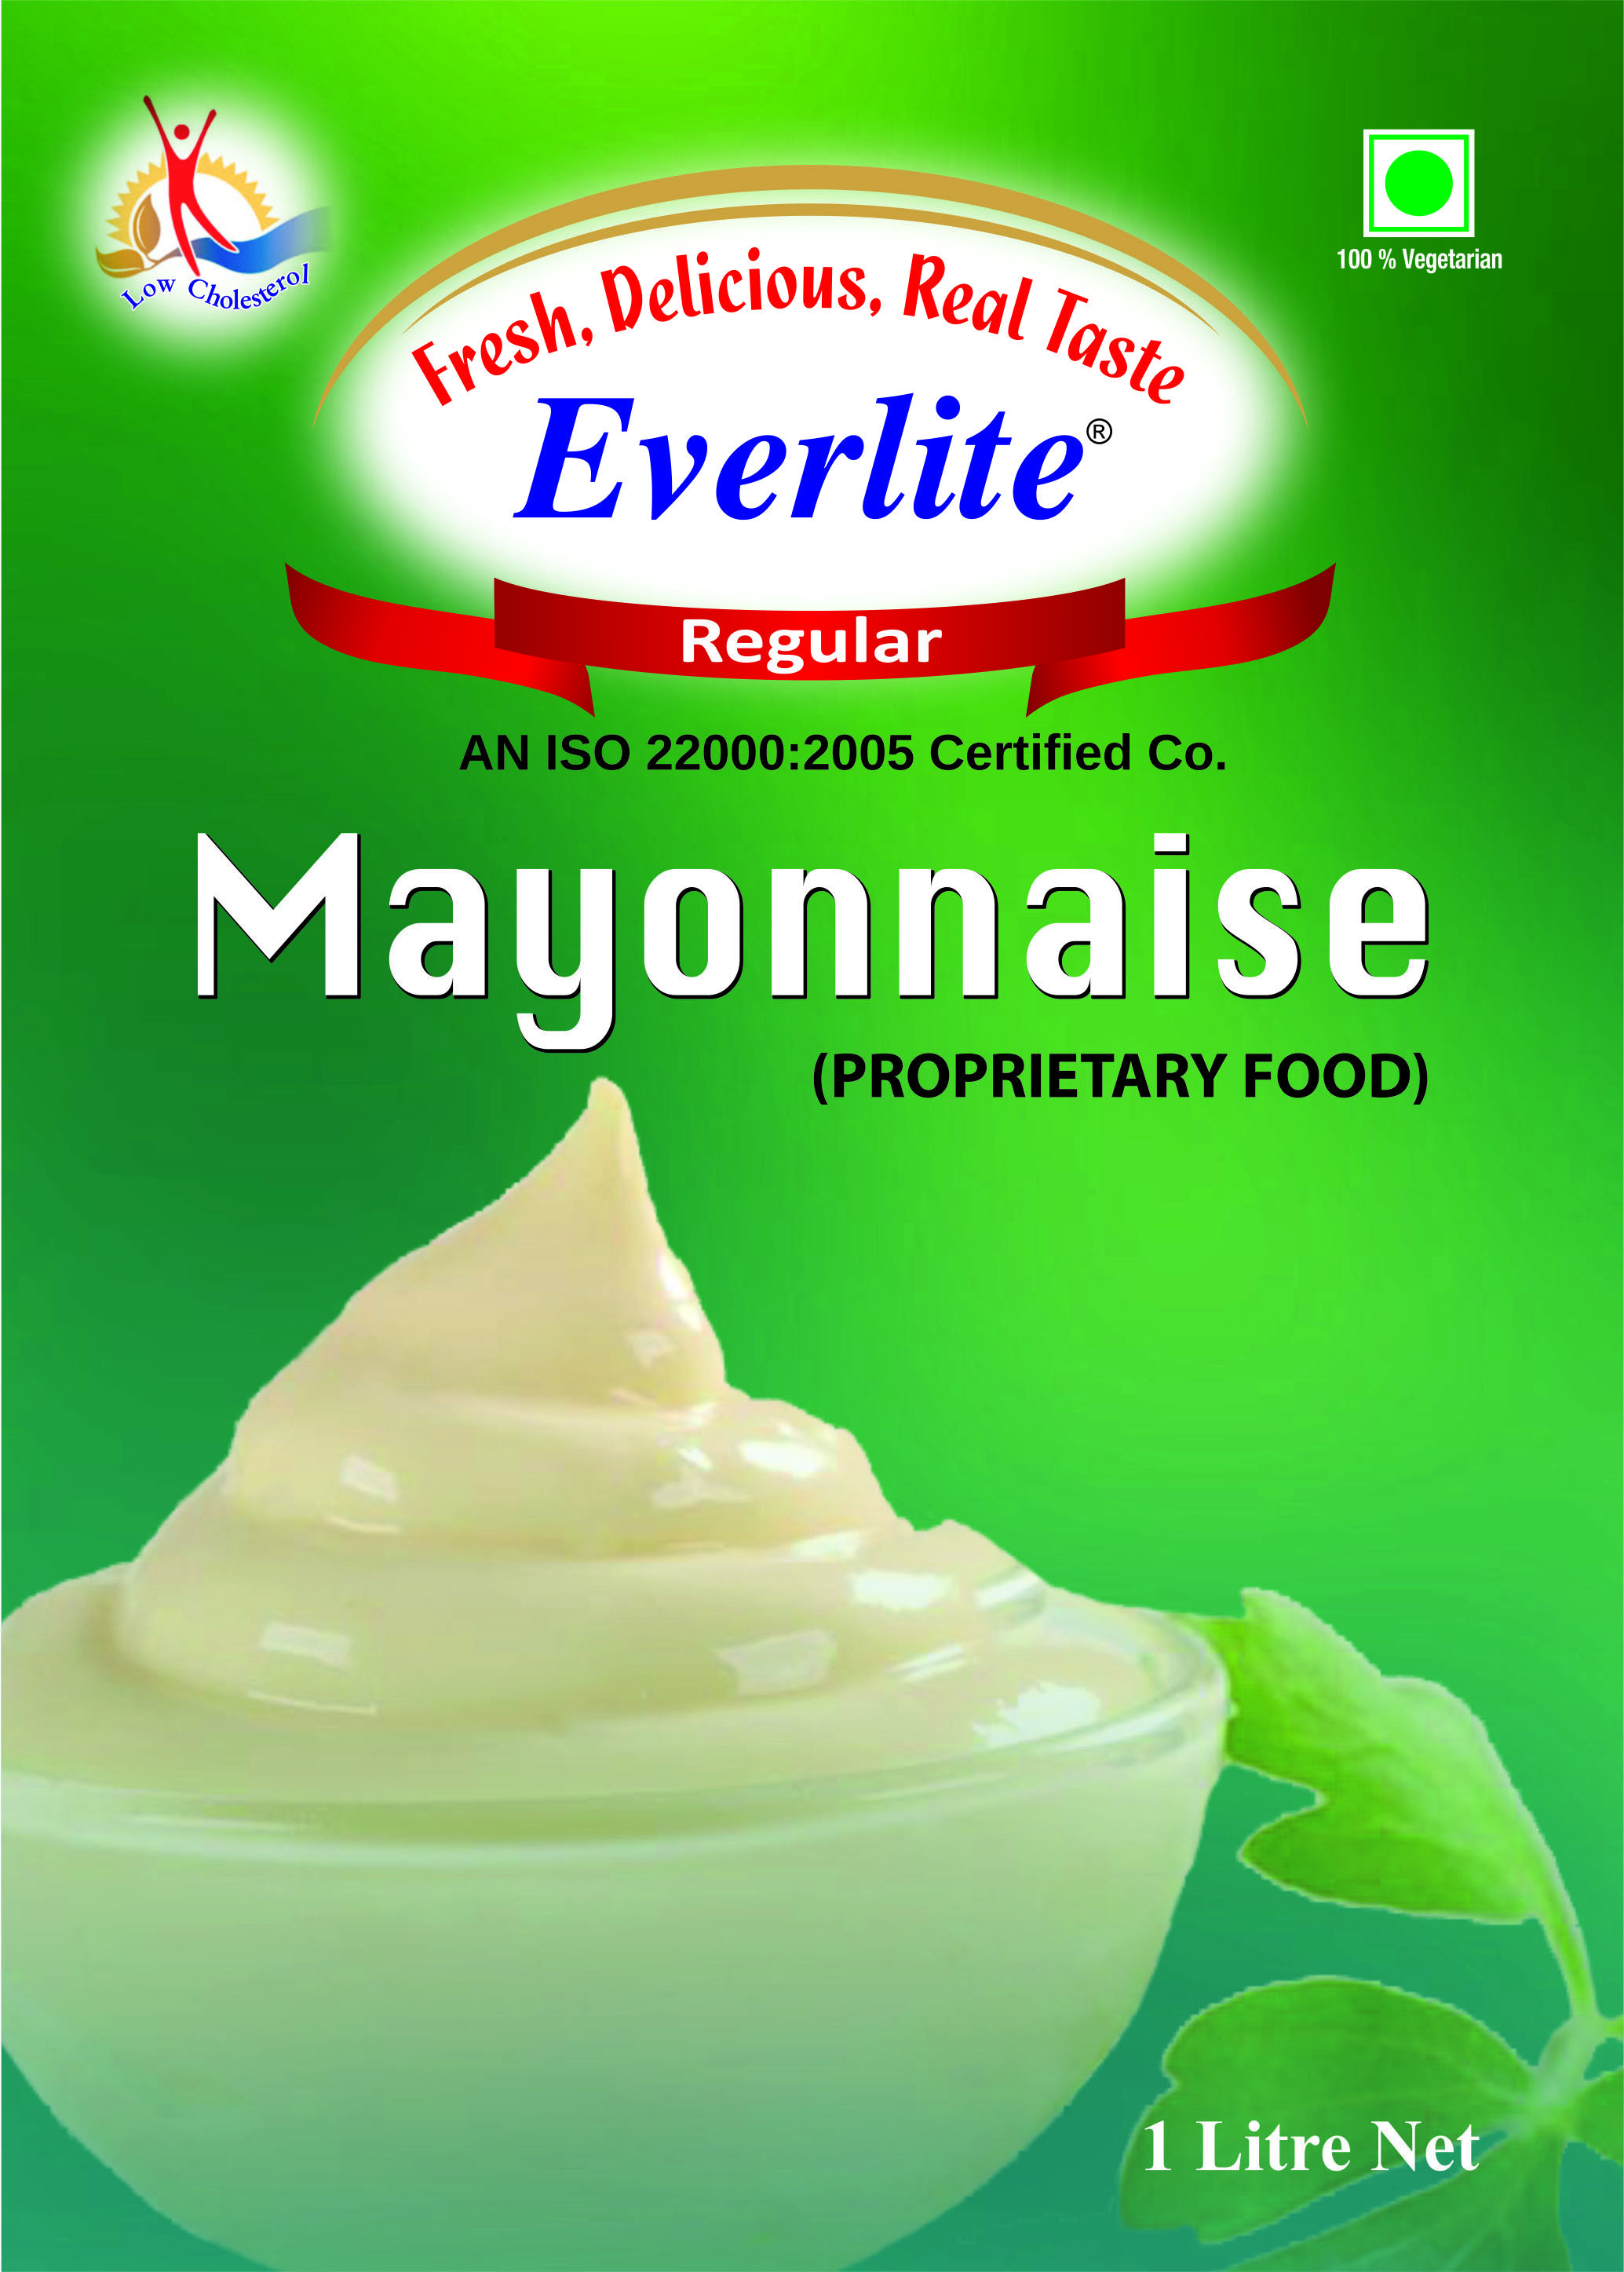 Low Cholesterol
100 % Vegetarian
Fresh, Delicious, Real Taste
Everlite®
Regular
AN ISO 22000:2005 Certified Co.
Mayonnaise
(PROPRIETARY FOOD)
1 Litre Net